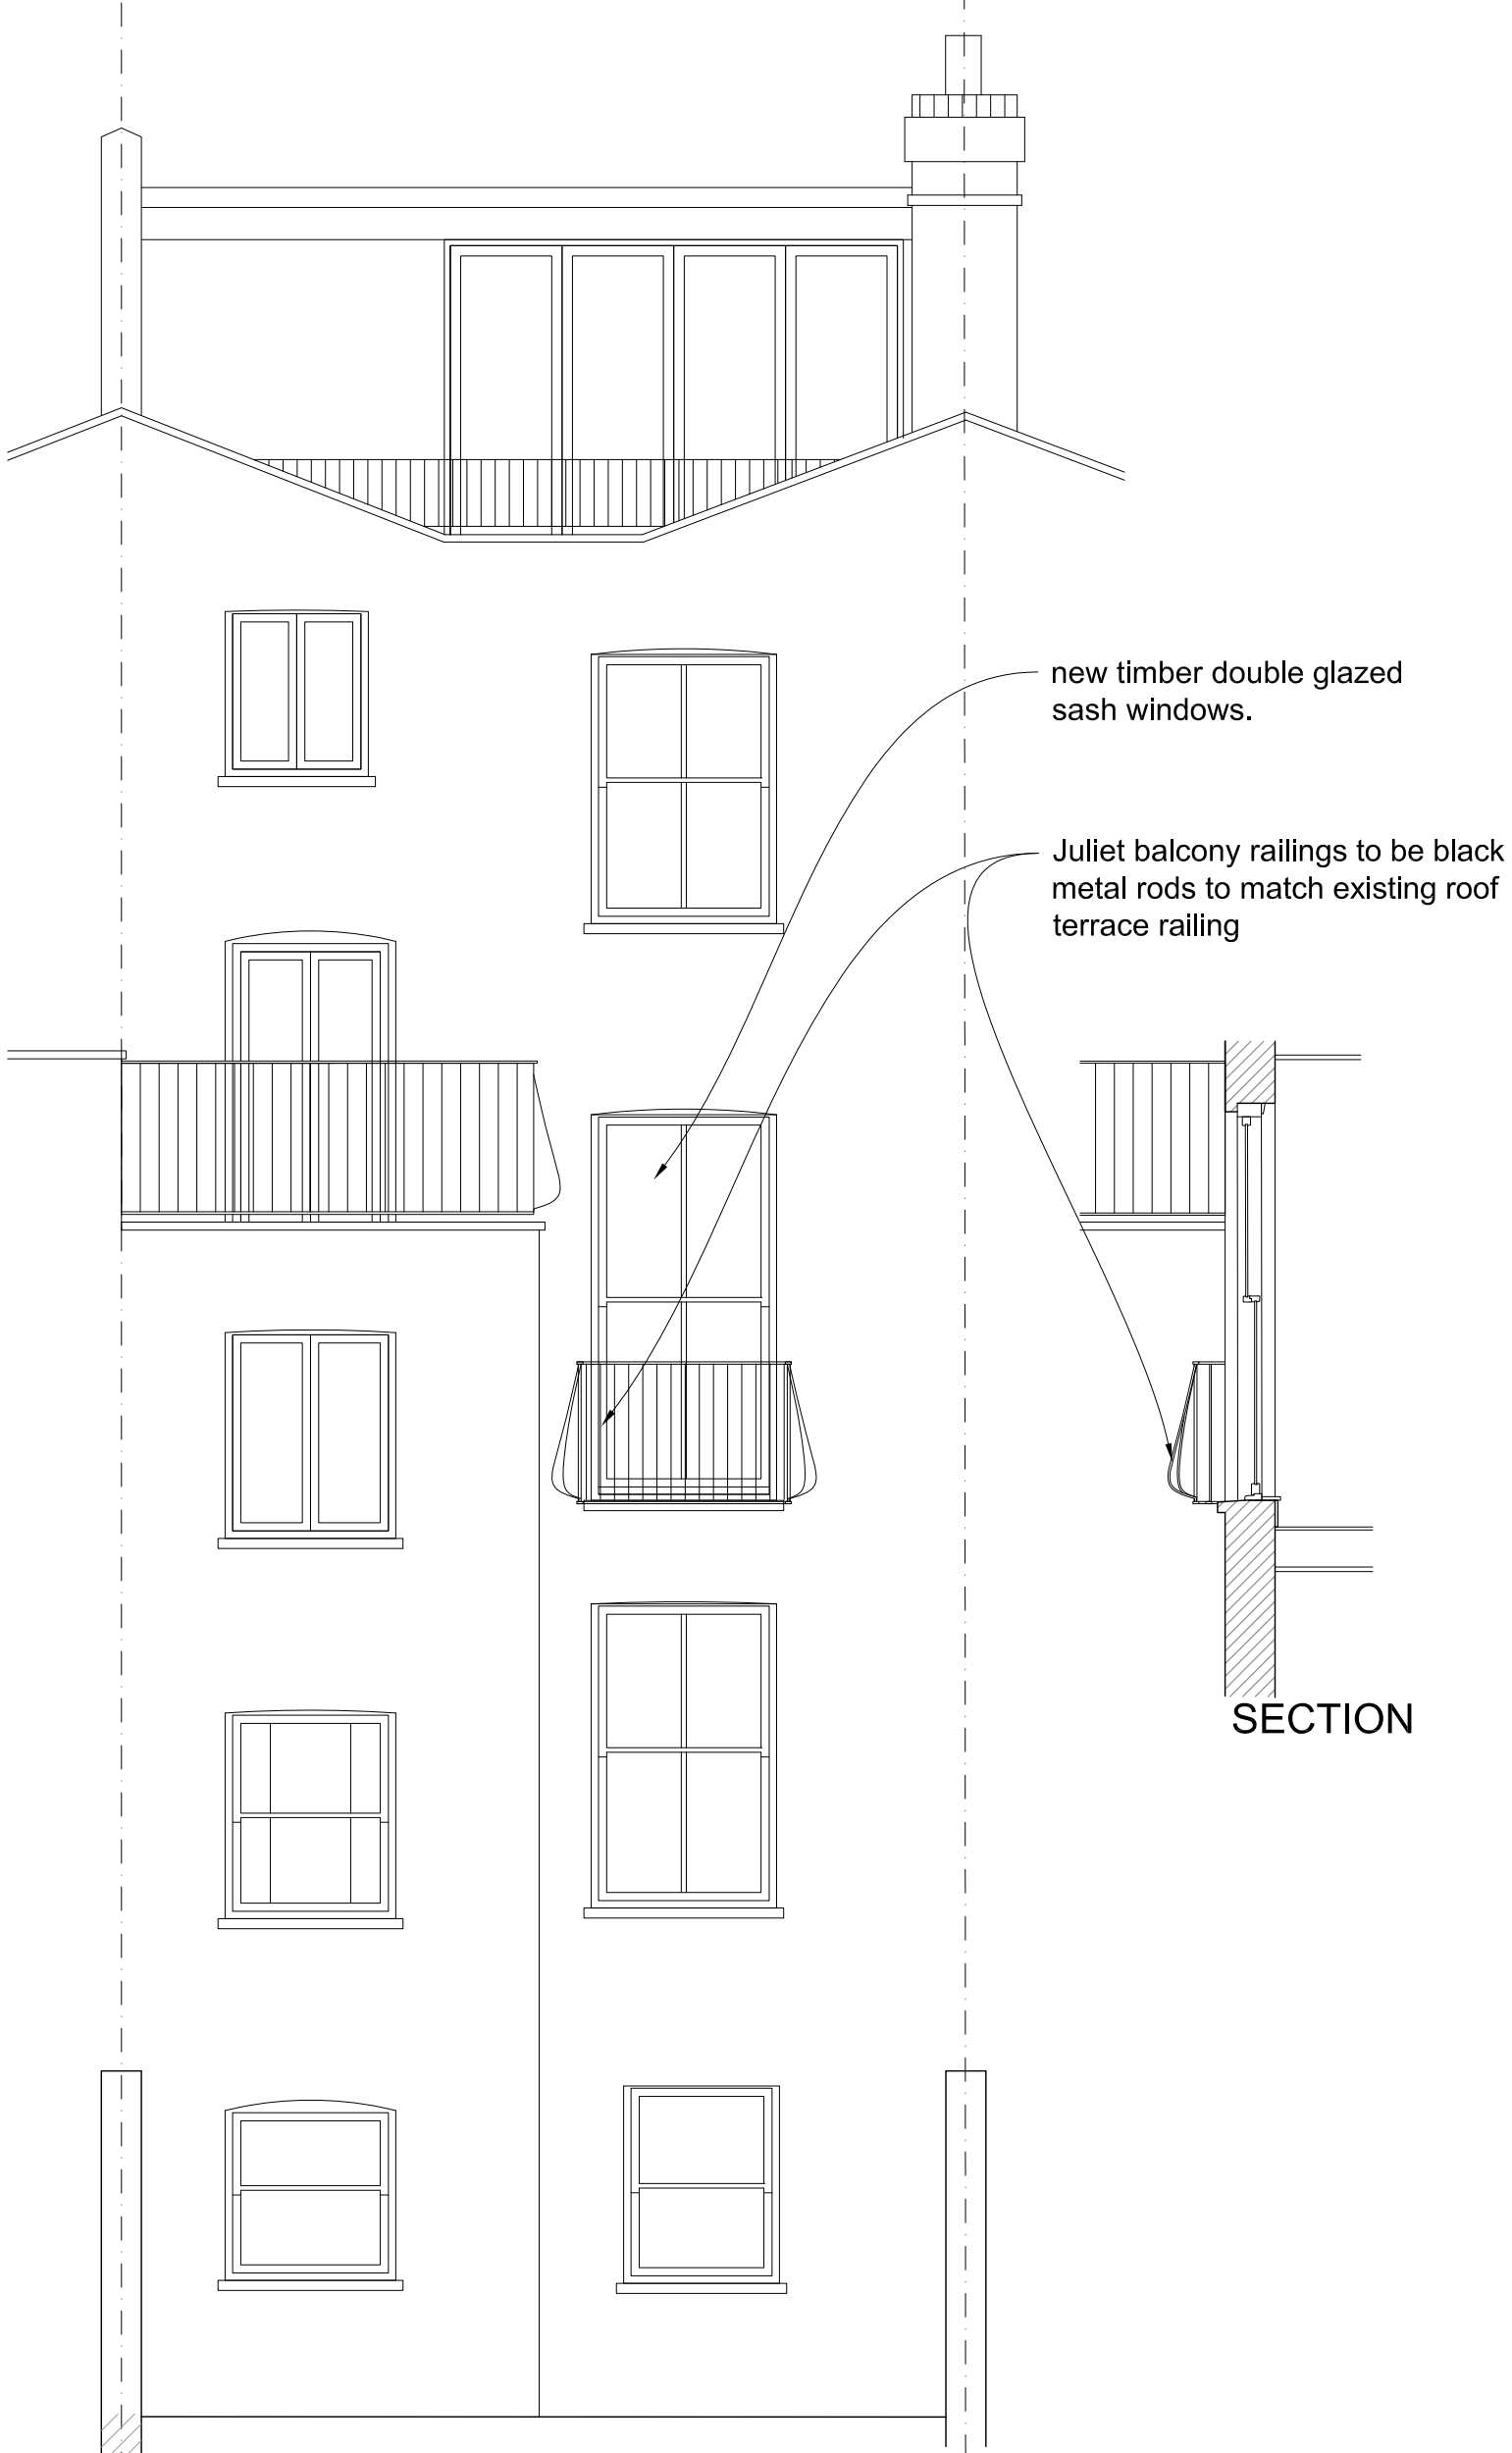 new timber double glazed
sash windows.
Juliet balcony railings to be black
metal rods to match existing roof
terrace railing
SECTION